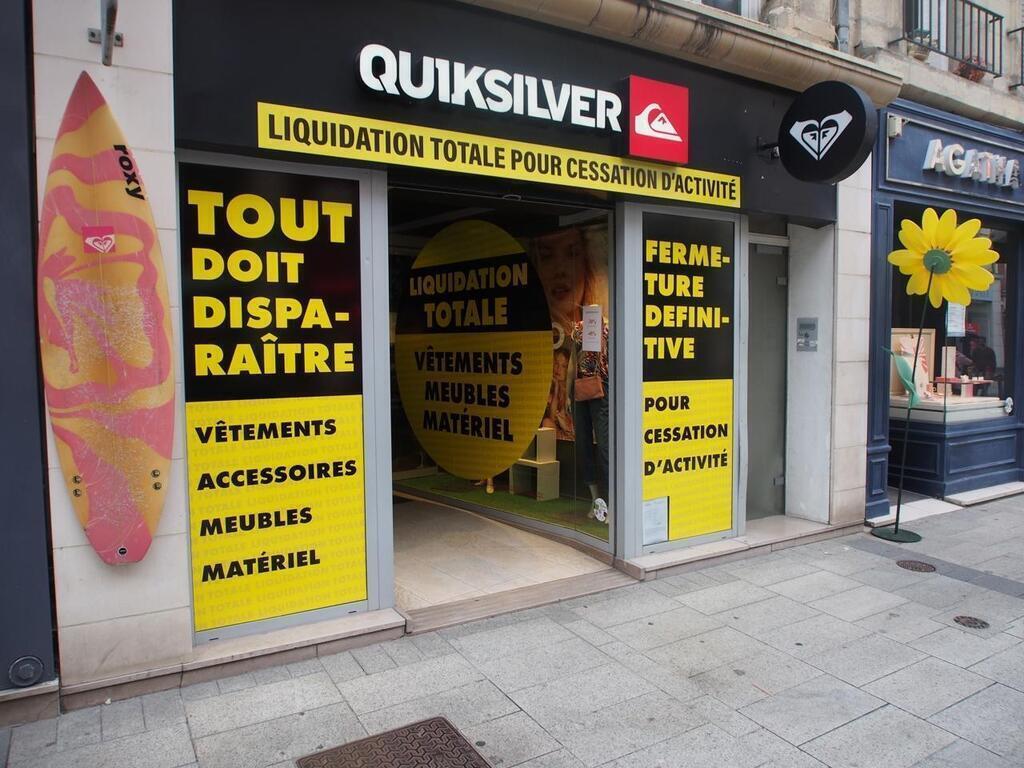 QUIKSILVER
LIQUIDATION TOTALE POUR CESSATION D'ACTIVITÉ
roxy
TOUT
DOIT
DISPA-
RAÎTRE
VÊTEMENTS
ACCESSOIRES
MEUBLES
MATÉRIEL
LIQUIDATION
TOTALE
VÊTEMENTS
MEUBLES
MATÉRIEL
FERME-
TURE
DEFINI-
TIVE
POUR
CESSATION
D'ACTIVITÉ
AGATHA